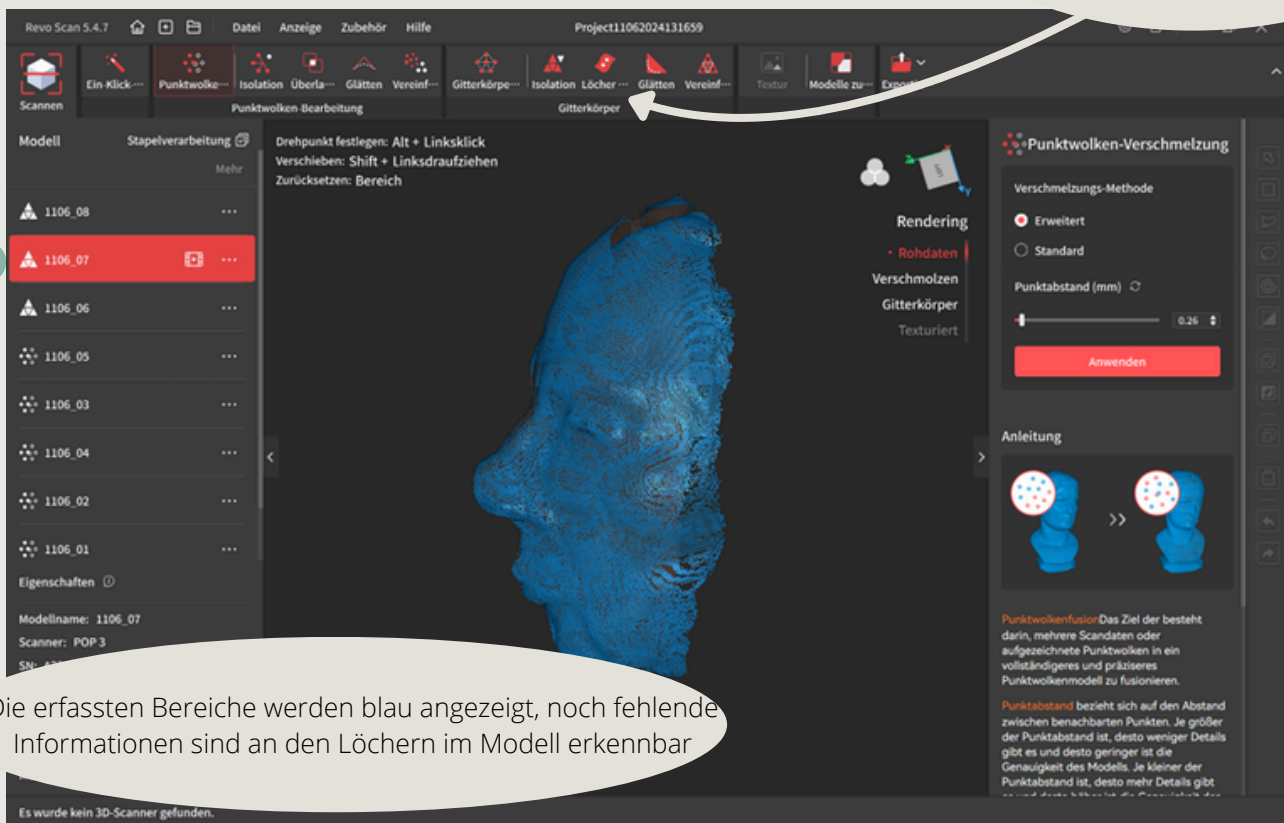 Revo Scan 5.4.7 Datei Anzeige Zubehör Hilfe Project11062024131659
Scannen
Ein-Klick··· Punktwolke··· Isolation Überla··· Glätten Vereinf··· Gitterkörpe··· Isolation Löcher ··· Glätten Vereinf··· Textur Modelle zu···
Punktwolken-Bearbeitung Gitterkörper
Modell Stapelverarbeitung
Mehr
1106_08
1106_07
1106_06
1106_05
1106_03
1106_04
1106_02
1106_01
Eigenschaften
Modellname: 1106_07
Scanner: POP 3
SN:
Drehpunkt festlegen: Alt + Linksklick
Verschieben: Shift + Linksdraufziehen
Zurücksetzen: Bereich
Rendering
• Rohdaten
Verschmolzen
Gitterkörper
Texturiert
Punktwolken-Verschmelzung
Verschmelzungs-Methode
Erweitert
Standard
Punktabstand (mm)
0.26
Anwenden
Anleitung
>>
PunktwolkenfusionDas Ziel der besteht
darin, mehrere Scandaten oder
aufgezeichnete Punktwolken in ein
vollständigeres und präziseres
Punktwolkenmodell zu fusionieren.
Punktabstand bezieht sich auf den Abstand
zwischen benachbarten Punkten. Je größer
der Punktabstand ist, desto weniger Details
gibt es und desto geringer ist die
Genauigkeit des Modells. Je kleiner der
Punktabstand ist, desto mehr Details gibt
Die erfassten Bereiche werden blau angezeigt, noch fehlende
Informationen sind an den Löchern im Modell erkennbar
Es wurde kein 3D-Scanner gefunden.